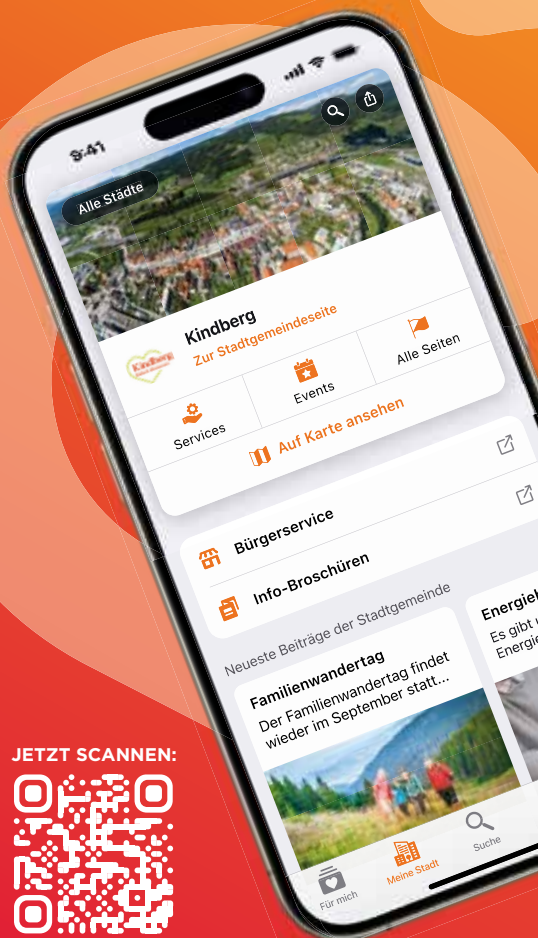 9:41
Alle Städte
Kindberg
Kindberg
Zur Stadtgemeindeseite
Services
Events
Alle Seiten
Auf Karte ansehen
Bürgerservice
Info-Broschüren
Neueste Beiträge der Stadtgemeinde
Familienwandertag
Der Familienwandertag findet
wieder im September statt...
Es gibt
JETZT SCANNEN:
Für mich
Meine Stadt
Suche